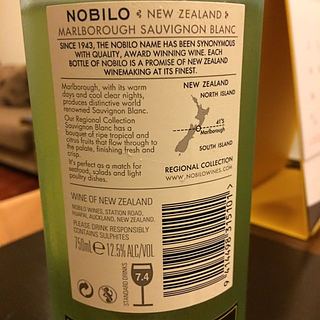 NOBILO NEW ZEALAND
MARLBOROUGH SAUVIGNON BLANC
SINCE 1943, THE NOBILO NAME HAS BEEN SYNONYMOUS
WITH QUALITY, AWARD WINNING WINE. EACH
BOTTLE OF NOBILO IS A PROMISE OF NEW ZEALAND
WINEMAKING AT ITS FINEST.
Marlborough, with its warm
days and cool clear nights,
produces distinctive world
renowned Sauvignon Blanc.
Our Regional Collection
Sauvignon Blanc has a
bouquet of ripe tropical and
citrus fruits that flow through to
the palate, finishing fresh and
crisp.
It's perfect as a match for
seafood, salads and light
poultry dishes.
NEW ZEALAND
NORTH ISLAND
41°S
Marlborough
SOUTH ISLAND
REGIONAL COLLECTION
WWW.NOBILOWINES.COM
WINE OF NEW ZEALAND
NOBILO WINES, STATION ROAD,
HUAPAI, AUCKLAND, NEW ZEALAND.
PLEASE DRINK RESPONSIBLY
CONTAINS SULPHITES
750ml e 12.5% ALC/VOL
STANDARD DRINKS
7.4
9 414498 315101